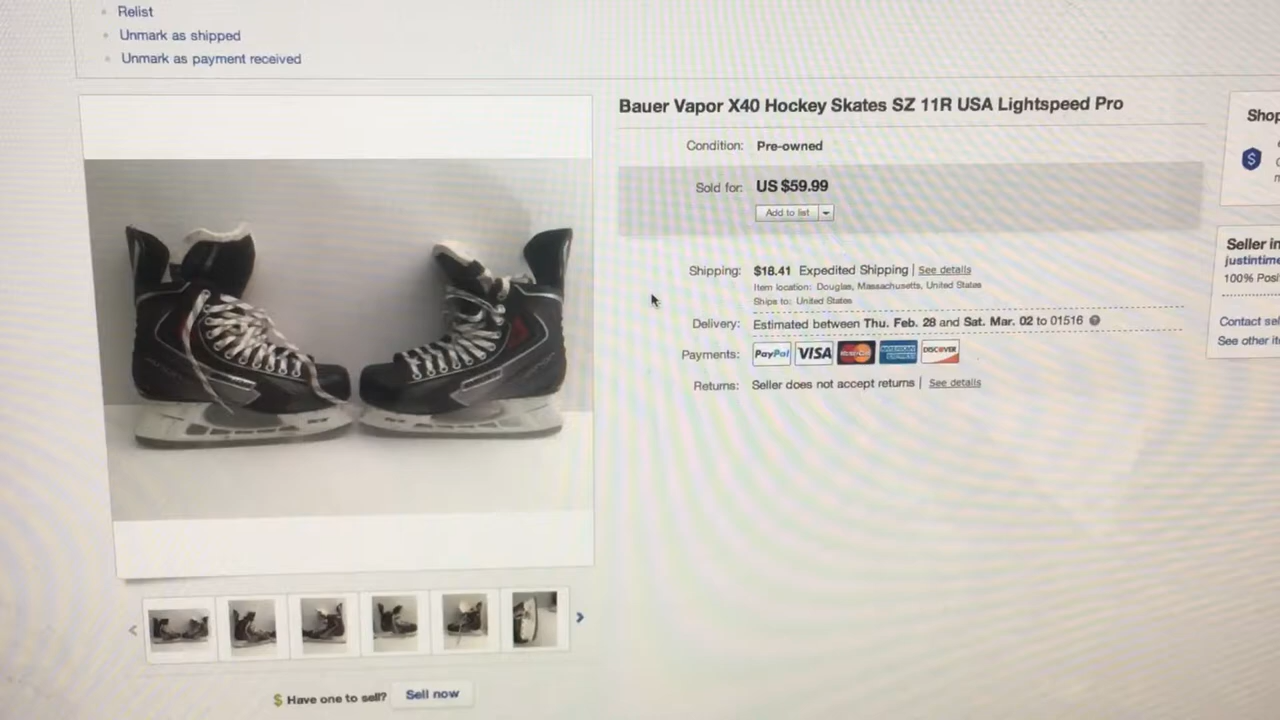 Relist
Unmark as shipped
Unmark as payment received
Bauer Vapor X40 Hockey Skates SZ 11R USA Lightspeed Pro
Condition: Pre-owned
Sold for: US $59.99
Add to list
Shipping: $18.41 Expedited Shipping | See details
Item location: Douglas, Massachusetts, United States
Ships to: United States
Delivery: Estimated between Thu. Feb. 28 and Sat. Mar. 02 to 01516
Payments: PayPal VISA MasterCard AMERICAN EXPRESS DISCOVER
Returns: Seller does not accept returns | See details
Shop
Seller in
justintime
100% Posi
Contact sel
See other it
$ Have one to sell? Sell now